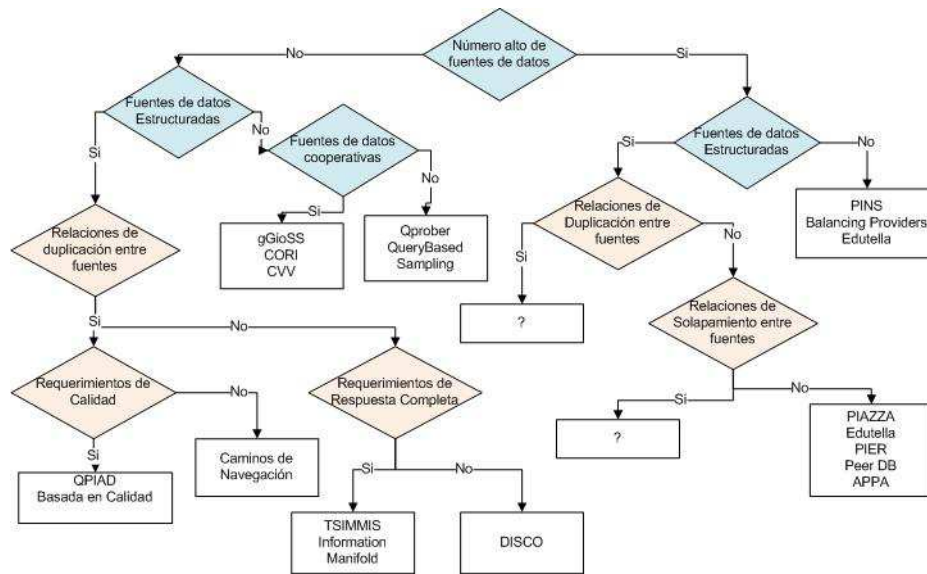 Número alto de
fuentes de datos
No
Si
Fuentes de datos
Estructuradas
Si
No
Fuentes de datos
cooperativas
Si
No
gGioSS
CORI
CVV
Qprober
QueryBased
Sampling
Relaciones de
duplicación entre
fuentes
Si
No
Requerimientos de
Calidad
Si
No
QPIAD
Basada en Calidad
Caminos de
Navegación
Requerimientos de
Respuesta Completa
Si
No
TSIMMIS
Information
Manifold
DISCO
Fuentes de datos
Estructuradas
Si
No
PINS
Balancing Providers
Edutella
Relaciones de
Duplicación entre
fuentes
Si
No
?
Relaciones de
Solapamiento entre
fuentes
Si
No
?
PIAZZA
Edutella
PIER
Peer DB
APPA